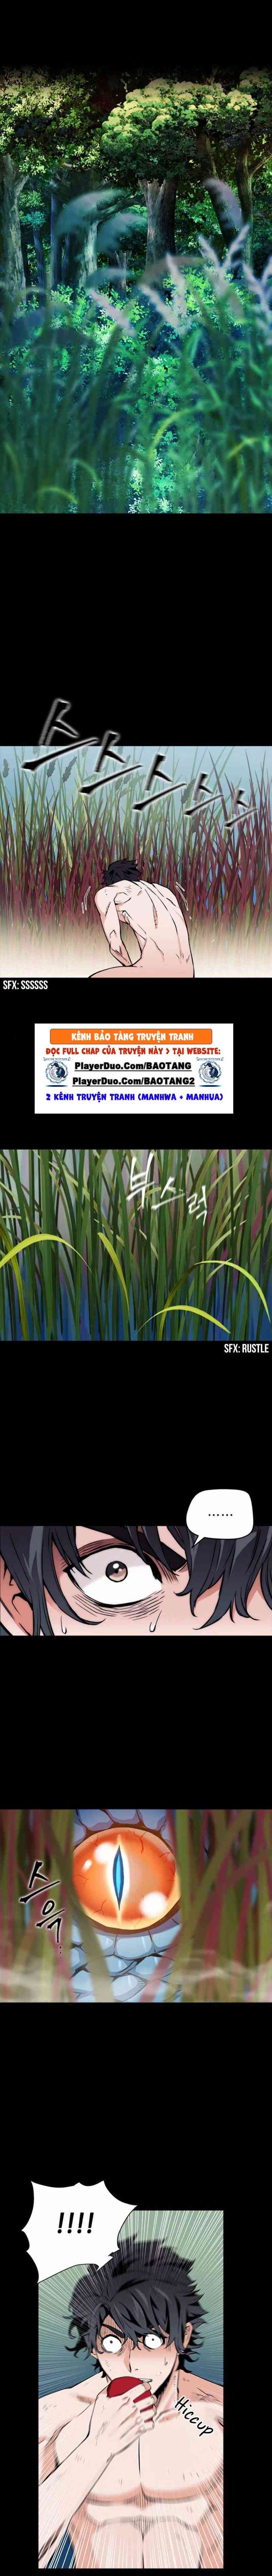 스스스스스
SFX: SSSSSS
KÊNH BẢO TÀNG TRUYỆN TRANH
ĐỌC FULL CHAP CỦA TRUYỆN NÀY > TẠI WEBSITE:
PlayerDuo.Com/BAOTANG
PlayerDuo.Com/BAOTANG2
2 KÊNH TRUYỆN TRANH (MANHWA + MANHUA)
부스럭
SFX: RUSTLE
......
스으...
!!!!
Hiccup